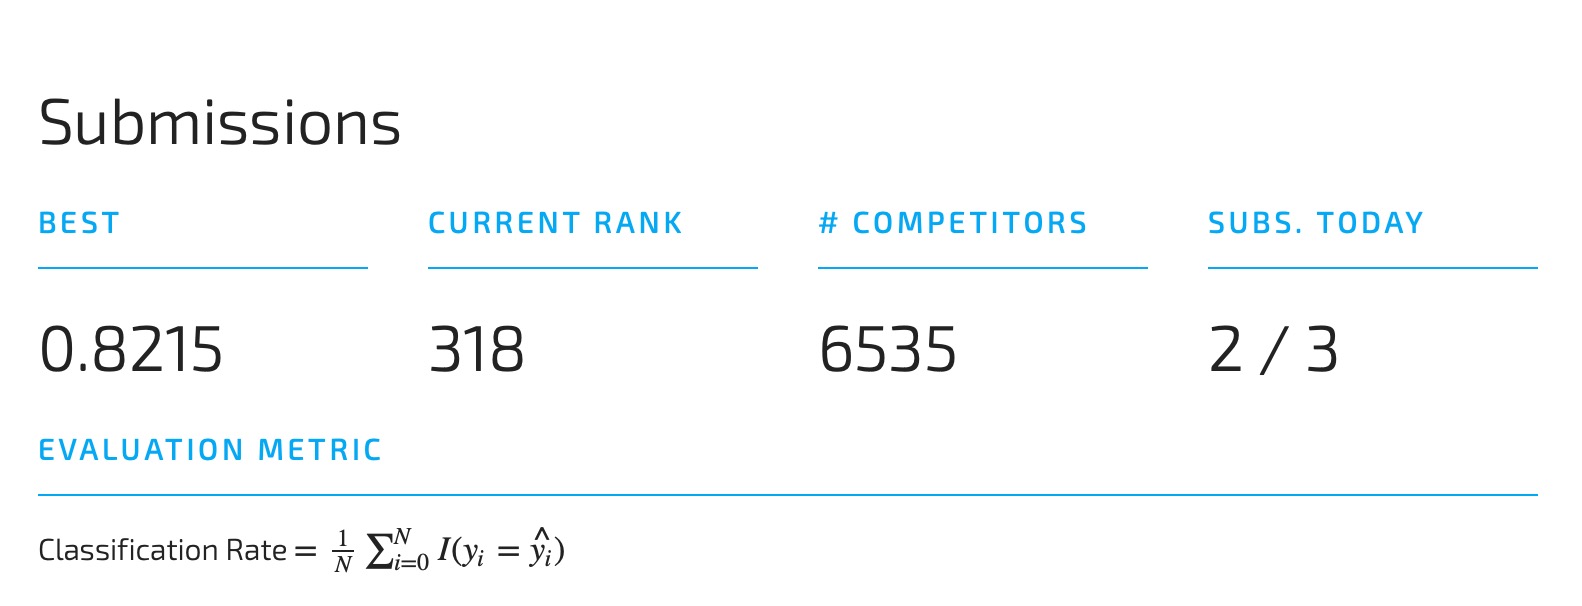 Submissions
BEST CURRENT RANK # COMPETITORS SUBS. TODAY
0.8215 318 6535 2 / 3
EVALUATION METRIC
Classification Rate = \frac{1}{N} \sum_{i=0}^{N} I(y_i = \hat{y_i})